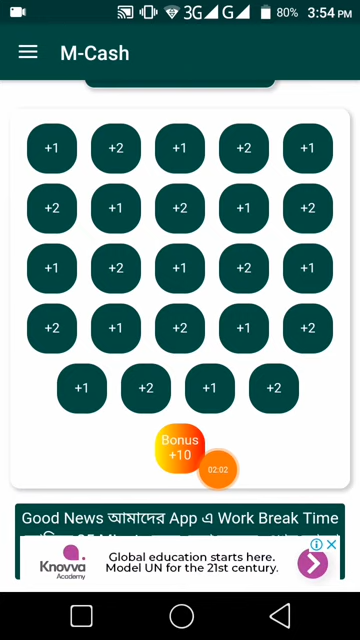 3G G 80% 3:54 PM
M-Cash
+1 +2 +1 +2 +1
+2 +1 +2 +1 +2
+1 +2 +1 +2 +1
+2 +1 +2 +1 +2
+1 +2 +1 +2
Bonus
+10
02:02
Good News আমাদের App এ Work Break Time
Knovva
Academy
Global education starts here.
Model UN for the 21st century.